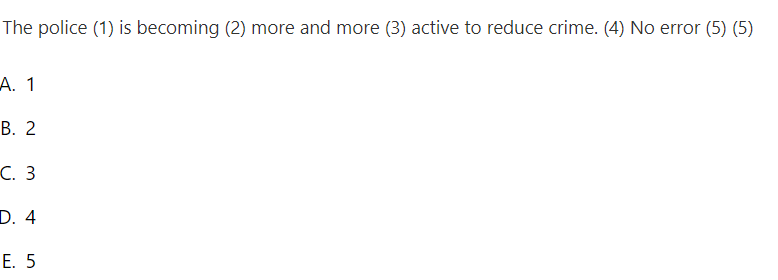 The police (1) is becoming (2) more and more (3) active to reduce crime. (4) No error (5) (5)
A. 1
B. 2
C. 3
D. 4
E. 5